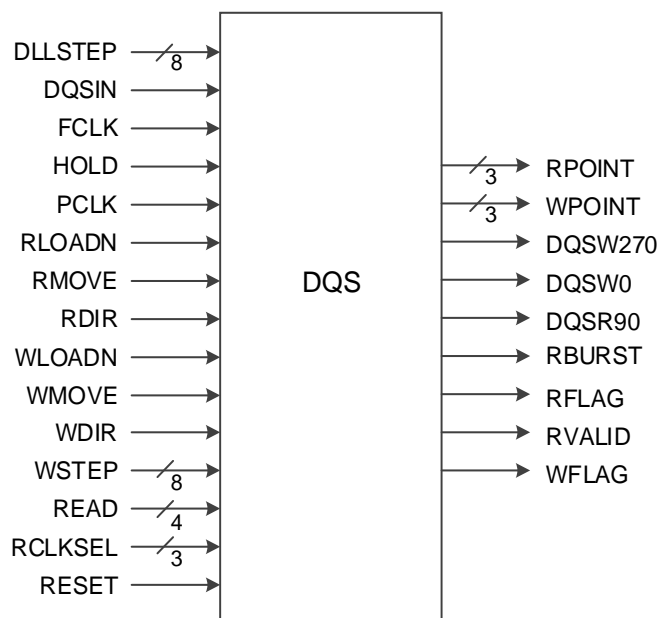 DLLSTEP
8
DQSIN
FCLK
HOLD
PCLK
RLOADN
RMOVE
RDIR
WLOADN
WMOVE
WDIR
WSTEP
8
READ
4
RCLKSEL
3
RESET
DQS
RPOINT
3
WPOINT
3
DQSW270
DQSW0
DQSR90
RBURST
RFLAG
RVALID
WFLAG